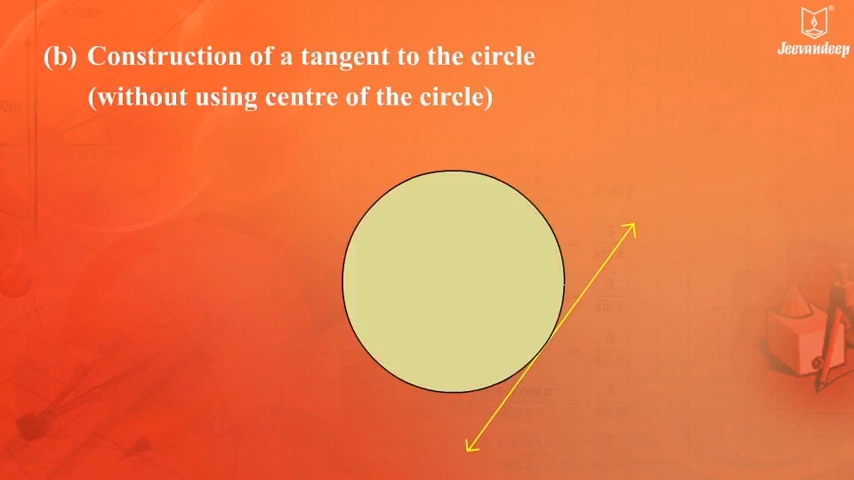 Jeevandeep
(b) Construction of a tangent to the circle
(without using centre of the circle)